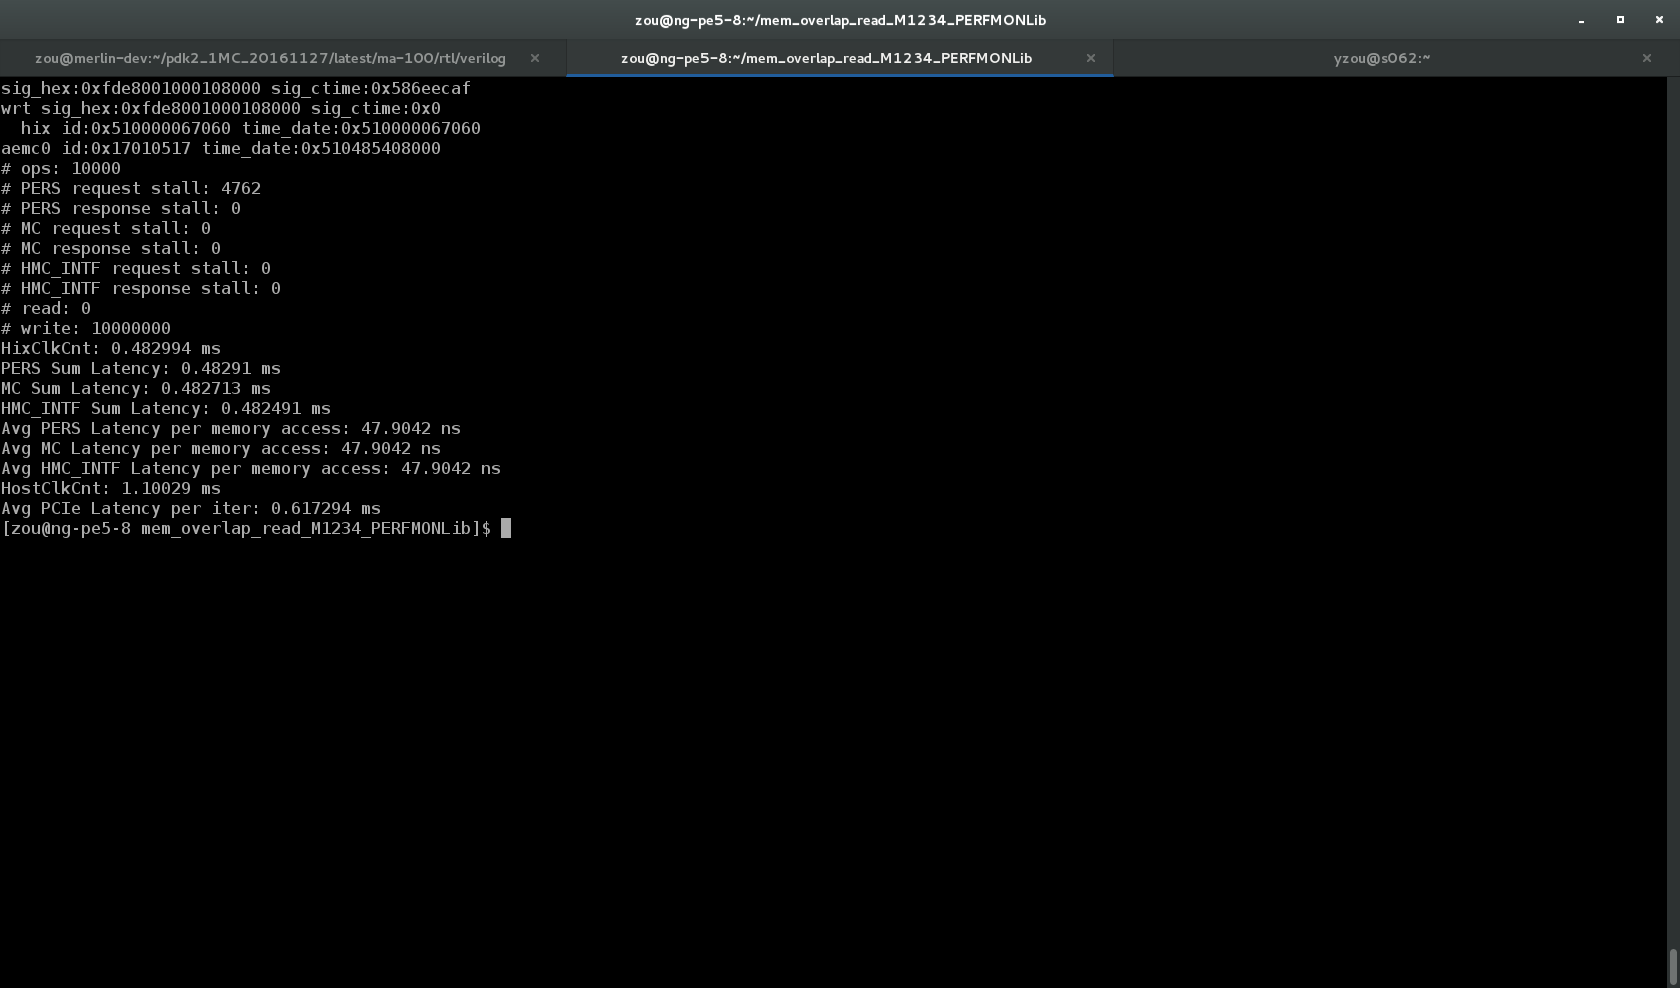 zou@ng-pe5-8:~/mem_overlap_read_M1234_PERFMONLib
zou@merlin-dev:~/pdk2_1MC_20161127/latest/ma-100/rtl/verilog
zou@ng-pe5-8:~/mem_overlap_read_M1234_PERFMONLib
yzou@s062:~
sig_hex:0xfde8001000108000 sig_ctime:0x586eecaf
wrt sig_hex:0xfde8001000108000 sig_ctime:0x0
hix id:0x510000067060 time_date:0x510000067060
aemc0 id:0x17010517 time_date:0x510485408000
# ops: 10000
# PERS request stall: 4762
# PERS response stall: 0
# MC request stall: 0
# MC response stall: 0
# HMC_INTF request stall: 0
# HMC_INTF response stall: 0
# read: 0
# write: 10000000
HixClkCnt: 0.482994 ms
PERS Sum Latency: 0.48291 ms
MC Sum Latency: 0.482713 ms
HMC_INTF Sum Latency: 0.482491 ms
Avg PERS Latency per memory access: 47.9042 ns
Avg MC Latency per memory access: 47.9042 ns
Avg HMC_INTF Latency per memory access: 47.9042 ns
HostClkCnt: 1.10029 ms
Avg PCIe Latency per iter: 0.617294 ms
[zou@ng-pe5-8 mem_overlap_read_M1234_PERFMONLib]$